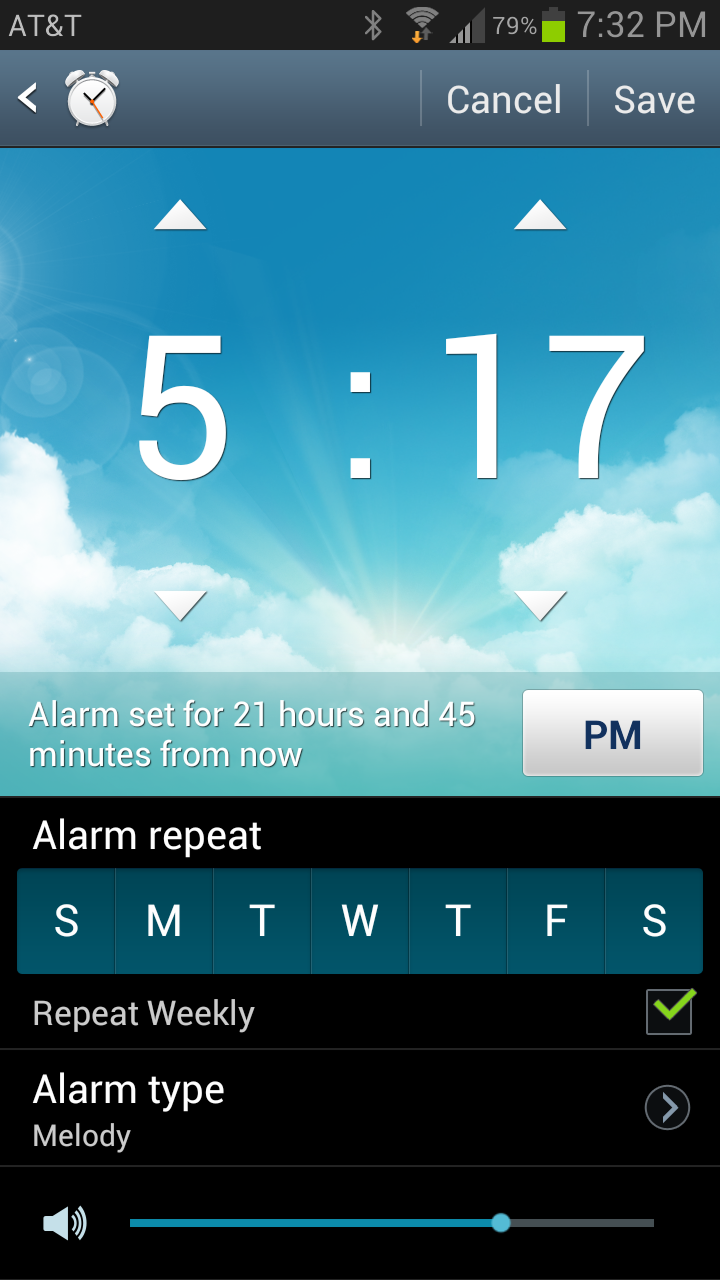 AT&T 79% 7:32 PM
Cancel Save
5 : 17
Alarm set for 21 hours and 45
minutes from now
PM
Alarm repeat
S M T W T F S
Repeat Weekly
Alarm type
Melody